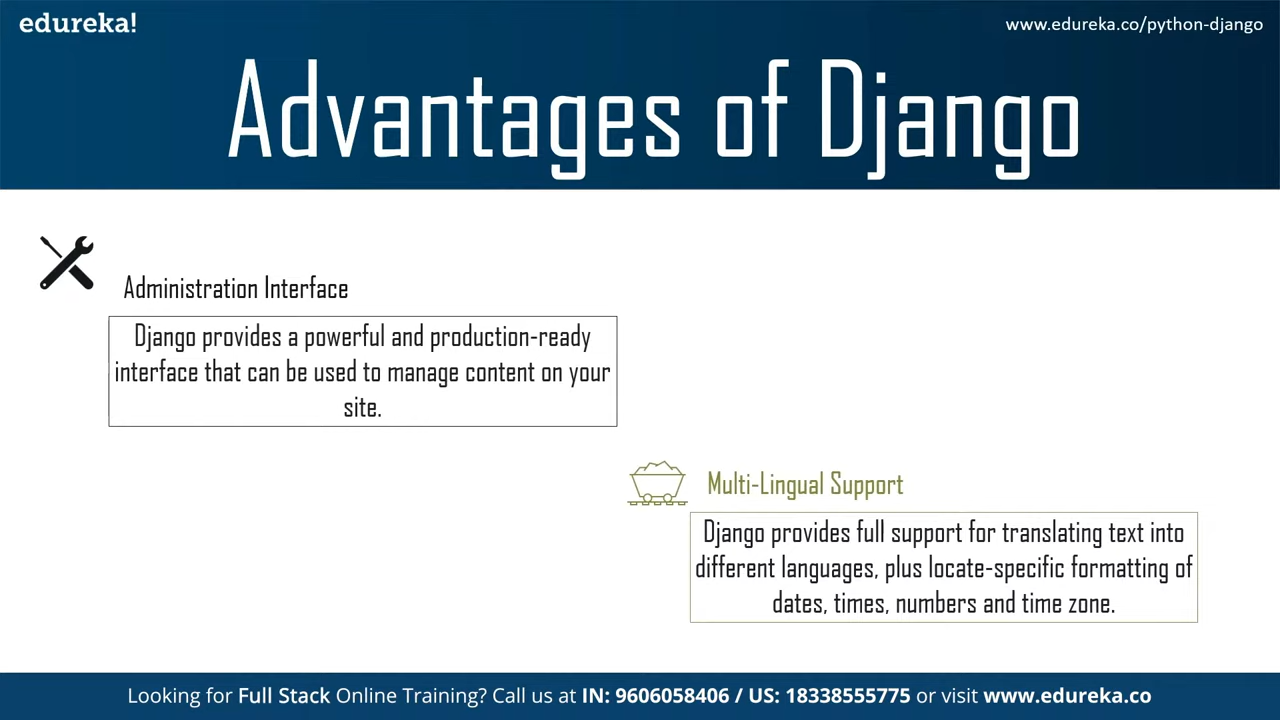 edureka!
www.edureka.co/python-django
Advantages of Django
Administration Interface
Django provides a powerful and production-ready
interface that can be used to manage content on your
site.
Multi-Lingual Support
Django provides full support for translating text into
different languages, plus locate-specific formatting of
dates, times, numbers and time zone.
Looking for Full Stack Online Training? Call us at IN: 9606058406 / US: 18338555775 or visit www.edureka.co